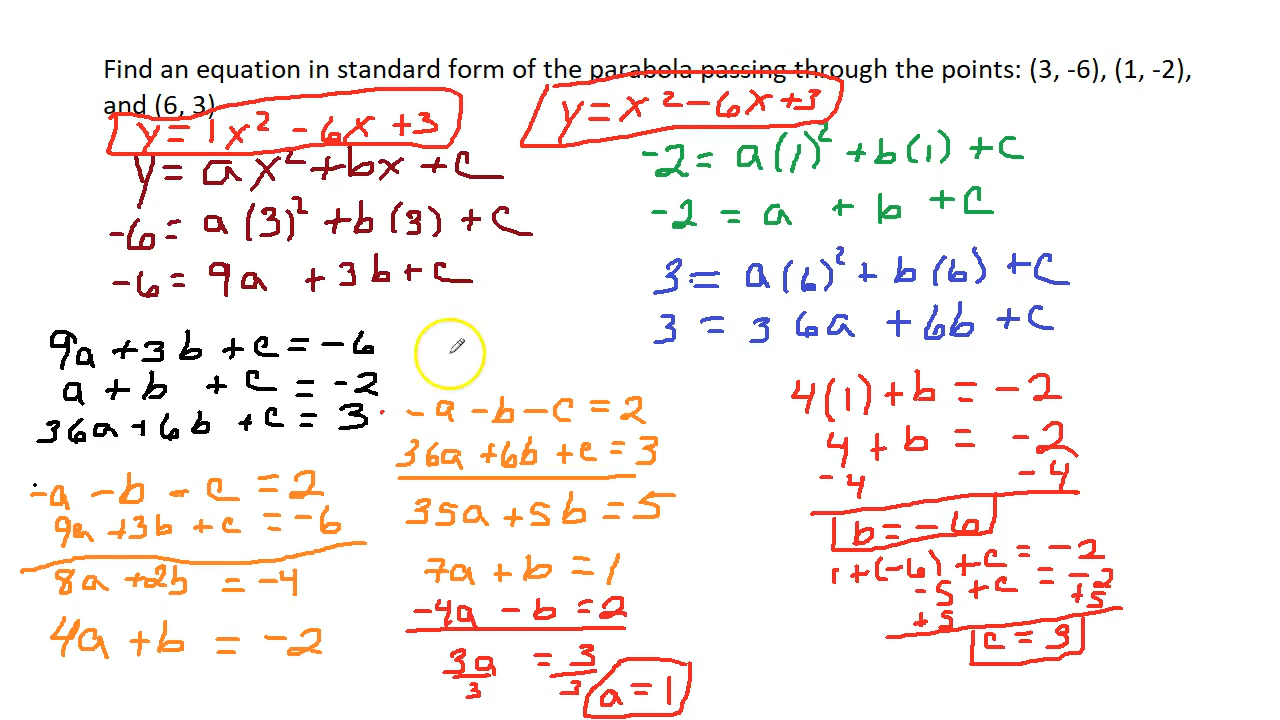 Find an equation in standard form of the parabola passing through the points: (3, -6), (1, -2),
and (6, 3)
y = 1x² - 6x + 3
y = x² - 6x + 3
y = ax² + bx + c
-6 = a(3)² + b(3) + c
-6 = 9a + 3b + c
-2 = a(1)² + b(1) + c
-2 = a + b + c
3 = a(6)² + b(6) + c
3 = 36a + 6b + c
9a + 3b + c = -6
a + b + c = -2
36a + 6b + c = 3
-a - b - c = 2
9a + 3b + c = -6
8a + 2b = -4
4a + b = -2
-a - b - c = 2
36a + 6b + c = 3
35a + 5b = 5
7a + b = 1
-4a - b = 2
3a = 3
3 3
a = 1
4(1) + b = -2
4 + b = -2
-4 -4
b = -6
1 + (-6) + c = -2
-5 + c = -2
+5 +5
c = 3